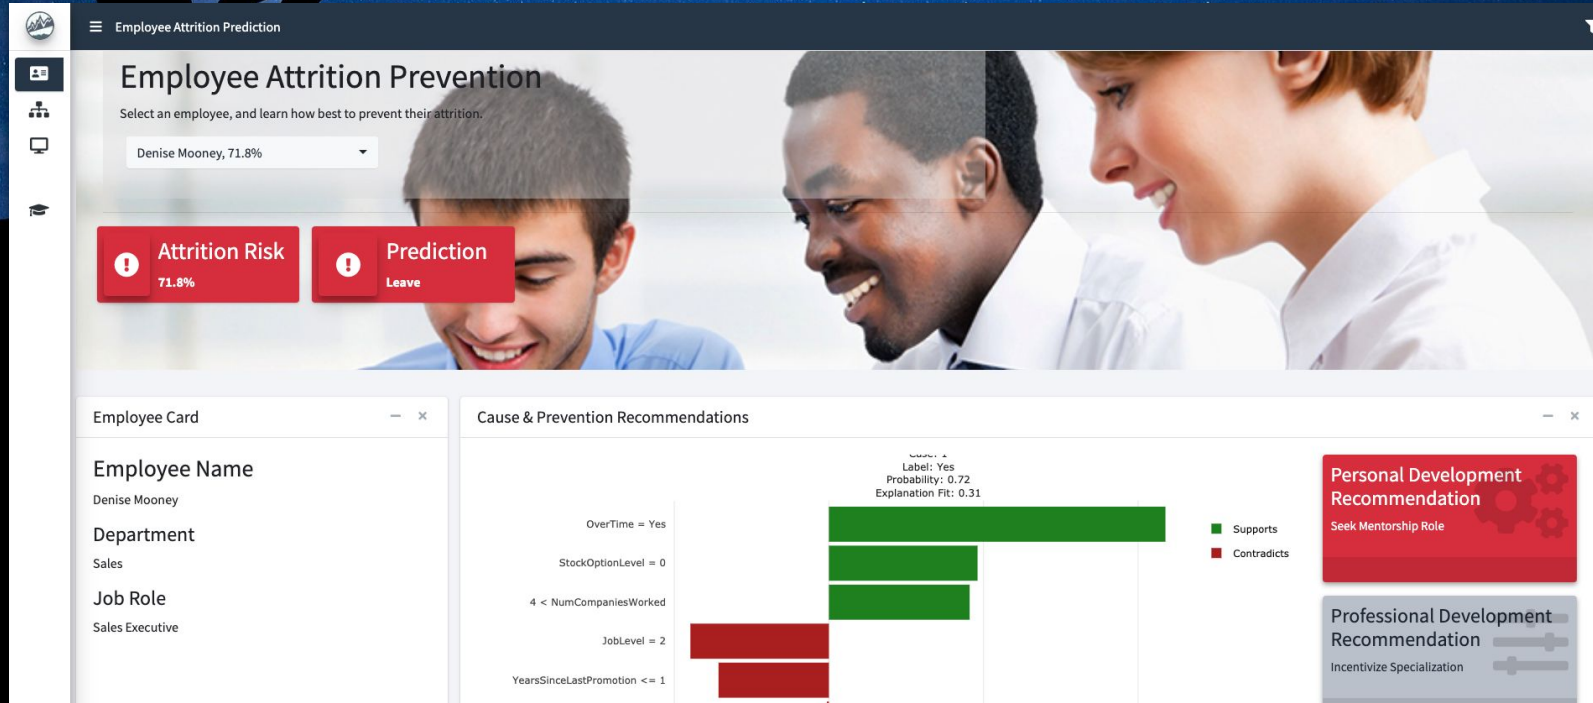 Employee Attrition Prediction
Employee Attrition Prevention
Select an employee, and learn how best to prevent their attrition.
Denise Mooney, 71.8%
Attrition Risk
71.8%
Prediction
Leave
Employee Card
Employee Name
Denise Mooney
Department
Sales
Job Role
Sales Executive
Cause & Prevention Recommendations
Label: Yes
Probability: 0.72
Explanation Fit: 0.31
OverTime = Yes
StockOptionLevel = 0
4 < NumCompaniesWorked
JobLevel = 2
YearsSinceLastPromotion <= 1
Supports
Contradicts
Personal Development
Recommendation
Seek Mentorship Role
Professional Development
Recommendation
Incentivize Specialization